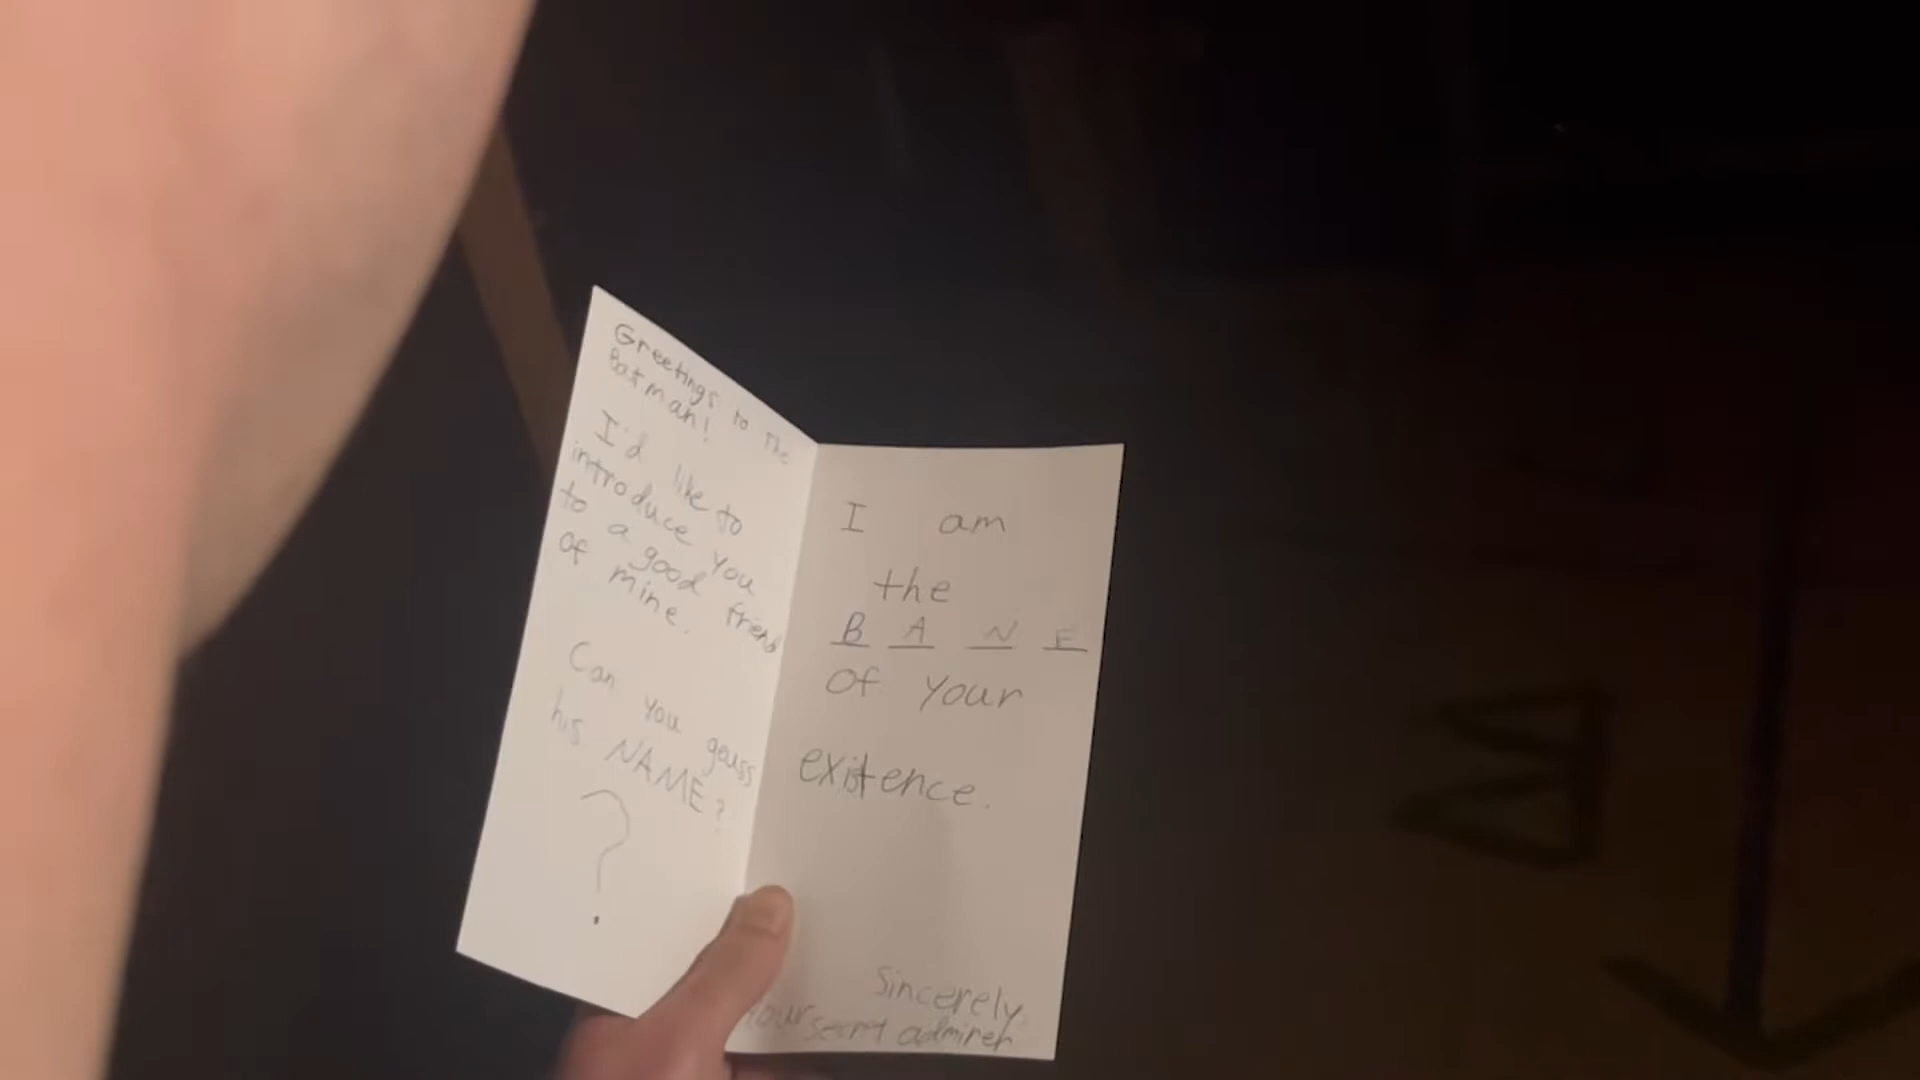 Greetings to The
Batman!
I'd like to
introduce you
to a good friend
of mine.
Can you geuss
his NAME?
?
I am
the
B A N E
of your
existence.
Sincerely
your secret admirer